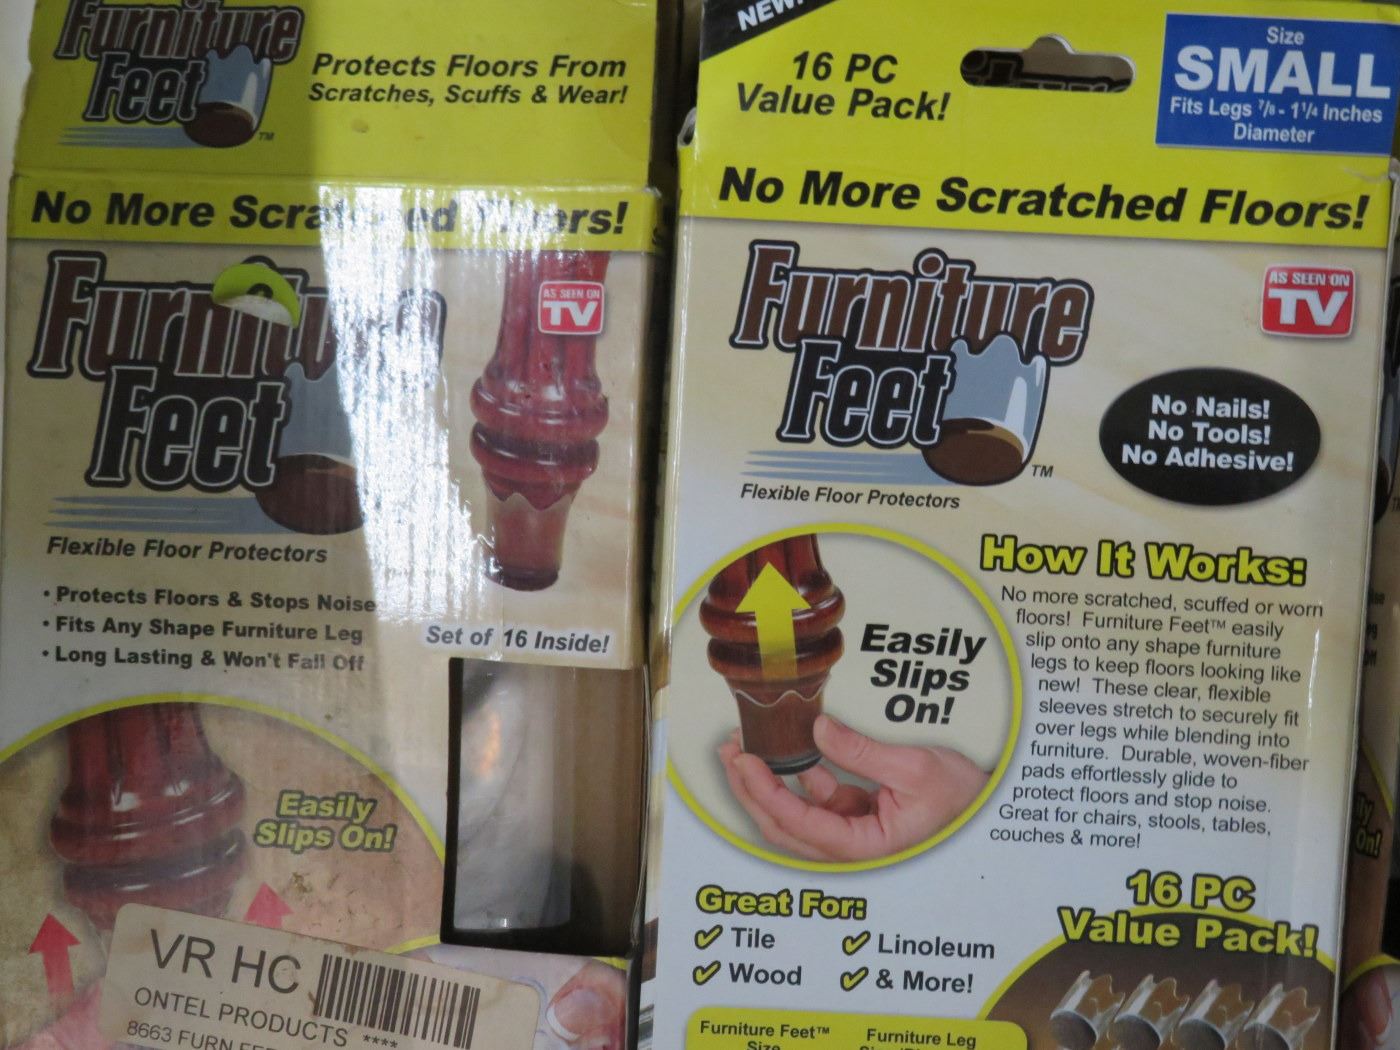 Furniture
Feet
TM
Protects Floors From
Scratches, Scuffs & Wear!
No More Scratched Floors!
Furniture
Feet
AS SEEN ON
TV
Flexible Floor Protectors
• Protects Floors & Stops Noise
• Fits Any Shape Furniture Leg
• Long Lasting & Won't Fall Off
Set of 16 Inside!
Easily
Slips On!
VR HC
ONTEL PRODUCTS ****
8663 FURN
NEW!
16 PC
Value Pack!
Size
SMALL
Fits Legs 7/8 - 1 1/4 Inches
Diameter
No More Scratched Floors!
Furniture
Feet
TM
AS SEEN ON
TV
No Nails!
No Tools!
No Adhesive!
Flexible Floor Protectors
Easily
Slips
On!
How It Works:
No more scratched, scuffed or worn
floors! Furniture Feet™ easily
slip onto any shape furniture
legs to keep floors looking like
new! These clear, flexible
sleeves stretch to securely fit
over legs while blending into
furniture. Durable, woven-fiber
pads effortlessly glide to
protect floors and stop noise.
Great for chairs, stools, tables,
couches & more!
Great For:
Tile
Linoleum
Wood
& More!
16 PC
Value Pack!
Furniture Feet™
Size
Furniture Leg